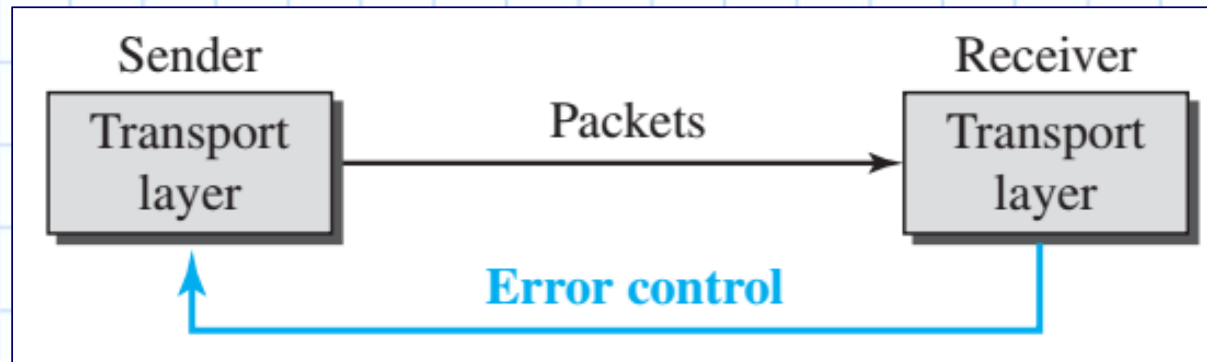 Sender
Receiver
Transport
layer
Packets
Transport
layer
Error control